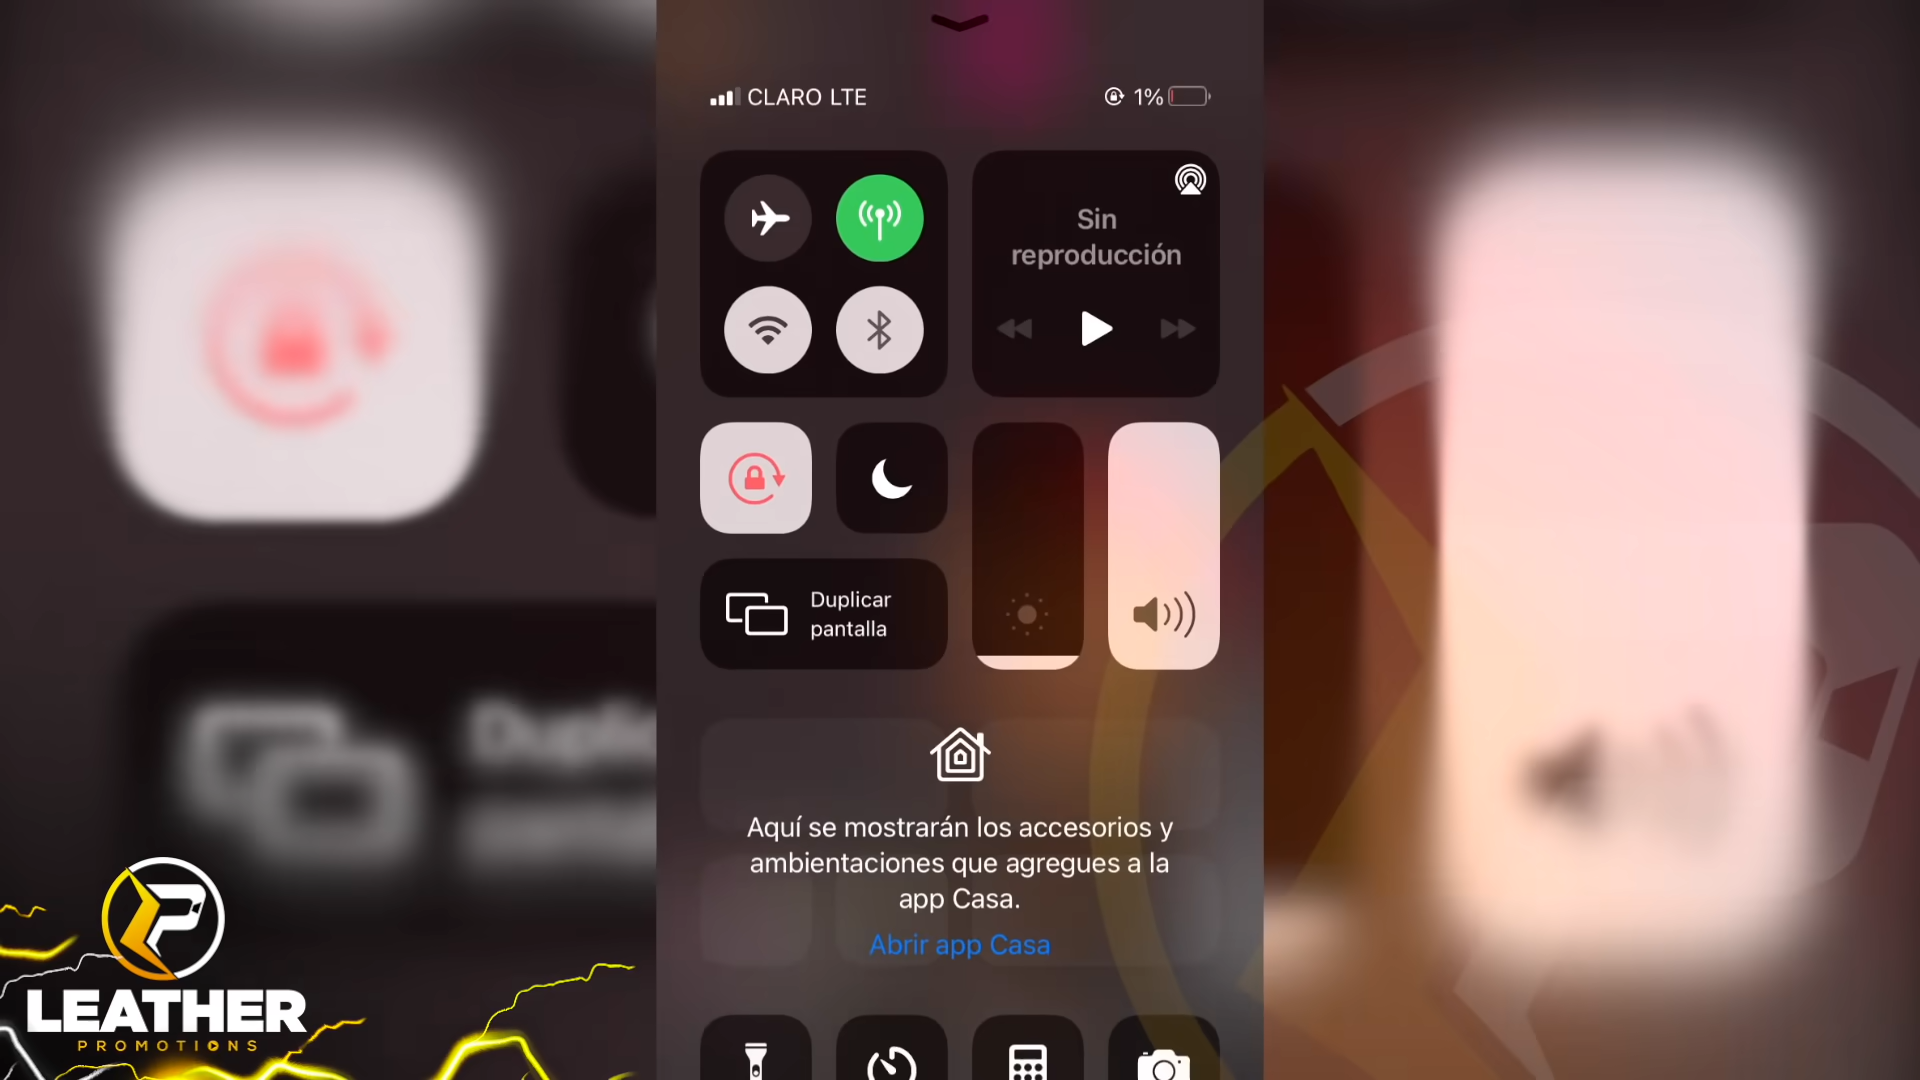 CLARO LTE
1%
Sin
reproducción
Duplicar
pantalla
Aquí se mostrarán los accesorios y
ambientaciones que agregues a la
app Casa.
Abrir app Casa
LEATHER
PROMOTIONS